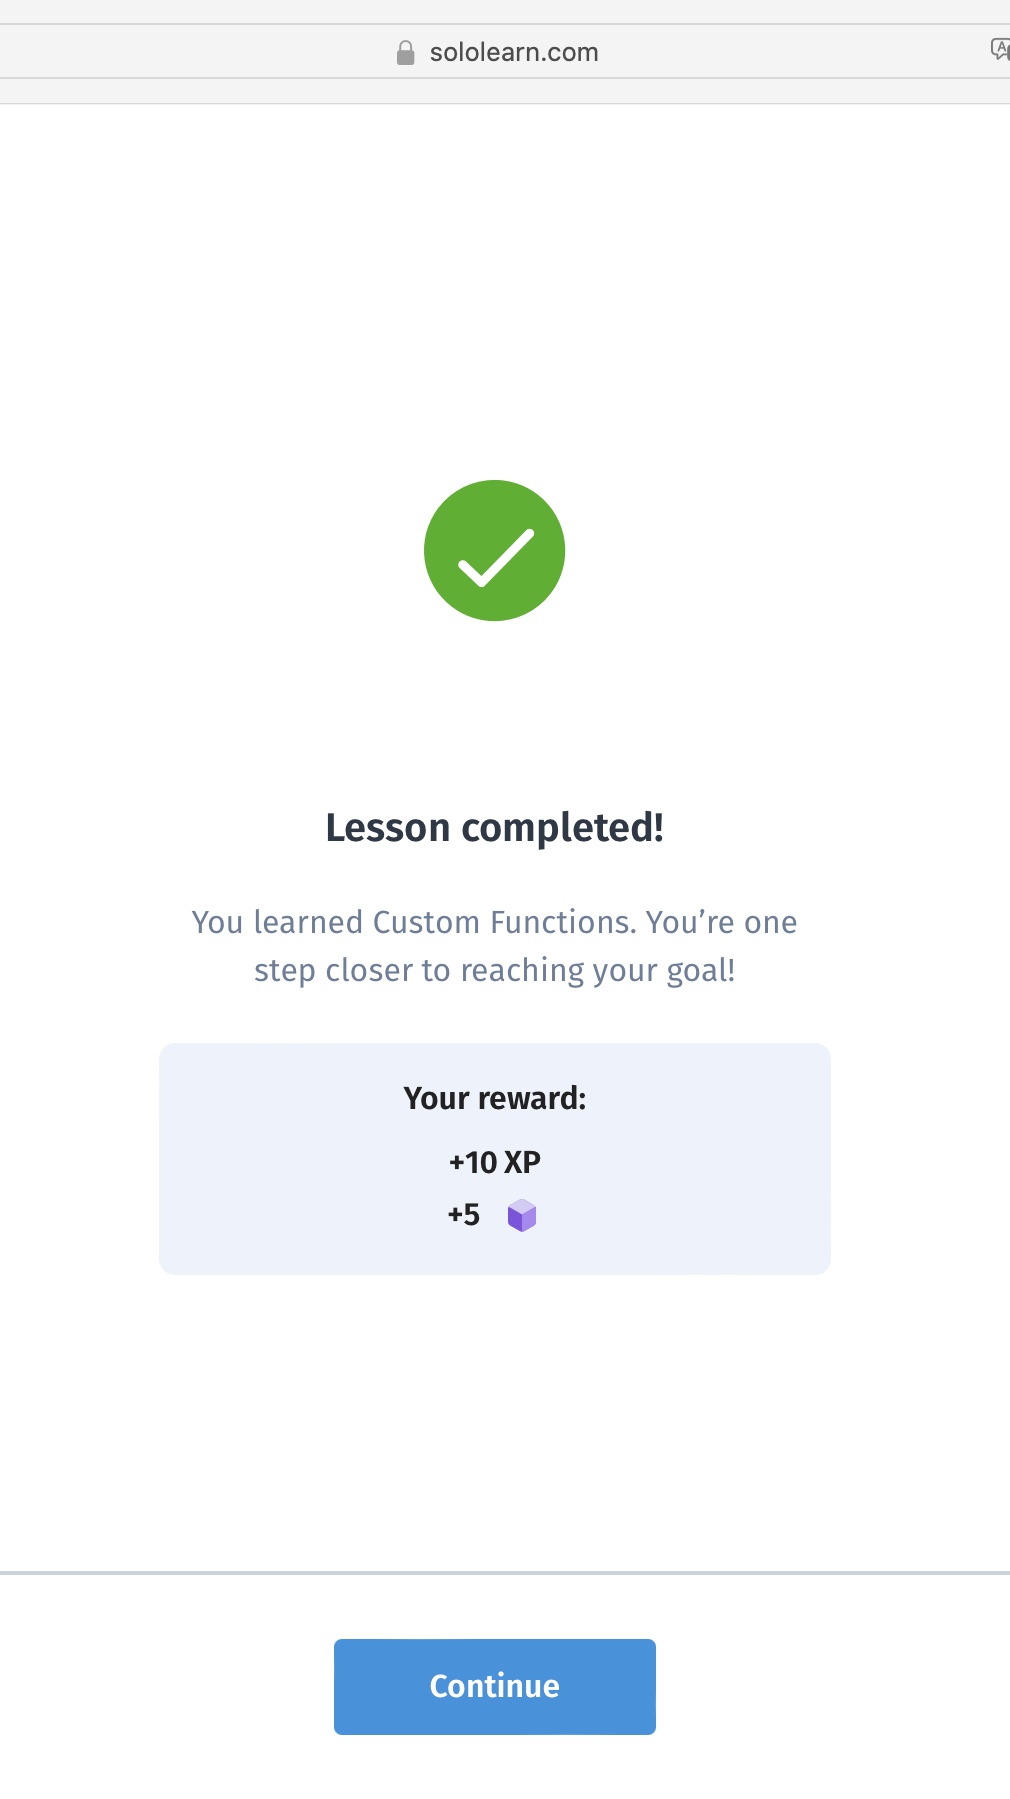 sololearn.com
Lesson completed!
You learned Custom Functions. You’re one
step closer to reaching your goal!
Your reward:
+10 XP
+5
Continue